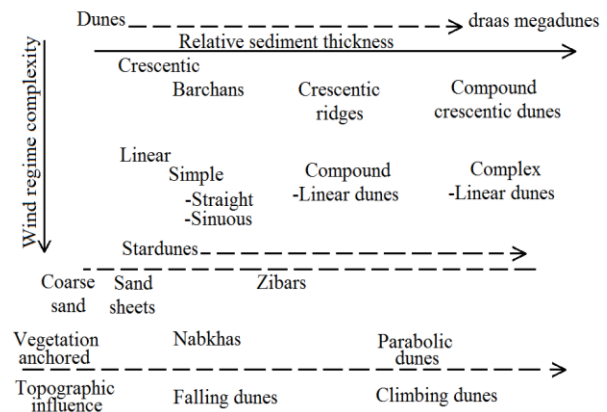 Dunes draas megadunes
Relative sediment thickness
Wind regime complexity
Crescentic
Barchans Crescentic Compound
ridges crescentic dunes
Linear
Simple Compound Complex
-Straight -Linear dunes -Linear dunes
-Sinuous
Stardunes
Coarse Sand Zibars
sand sheets
Vegetation Nabkhas Parabolic
anchored dunes
Topographic Falling dunes Climbing dunes
influence